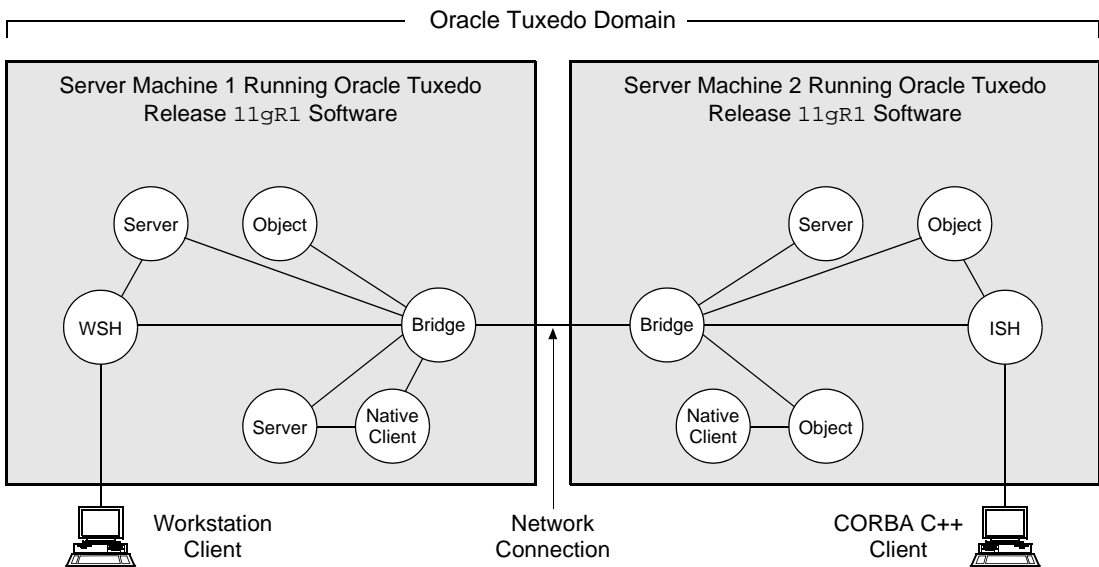 Oracle Tuxedo Domain
Server Machine 1 Running Oracle Tuxedo
Release 11gR1 Software
Server Machine 2 Running Oracle Tuxedo
Release 11gR1 Software
Server
Object
Server
Object
WSH
Bridge
Bridge
ISH
Server
Native
Client
Native
Client
Object
Workstation
Client
Network
Connection
CORBA C++
Client